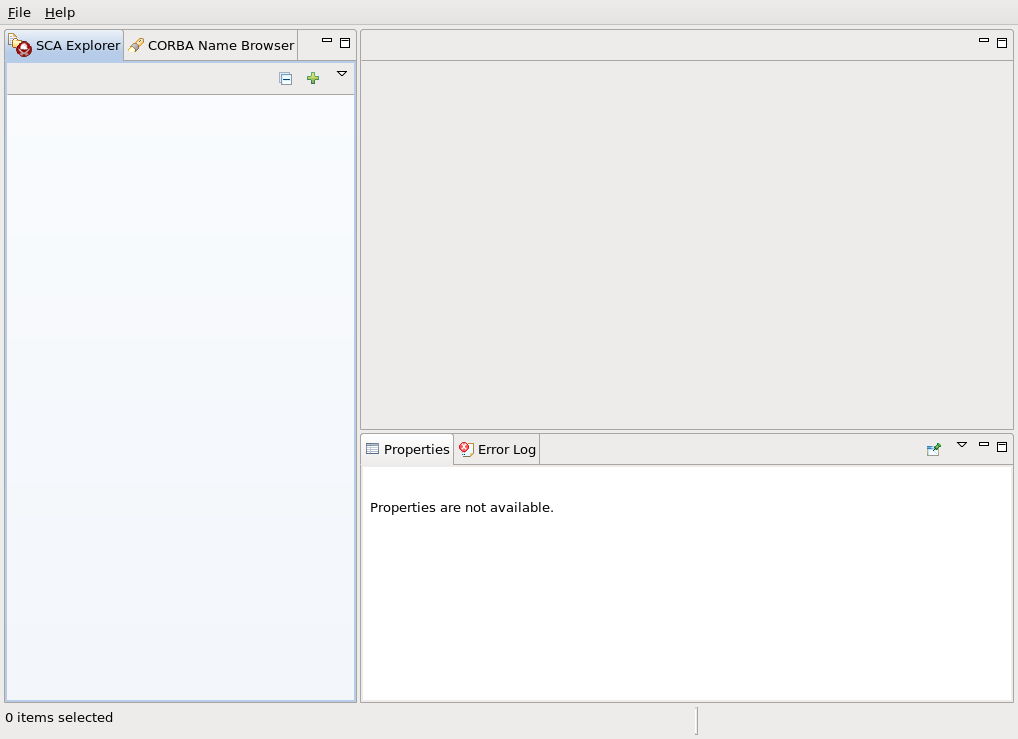 File Help
SCA Explorer CORBA Name Browser
Properties Error Log
Properties are not available.
0 items selected